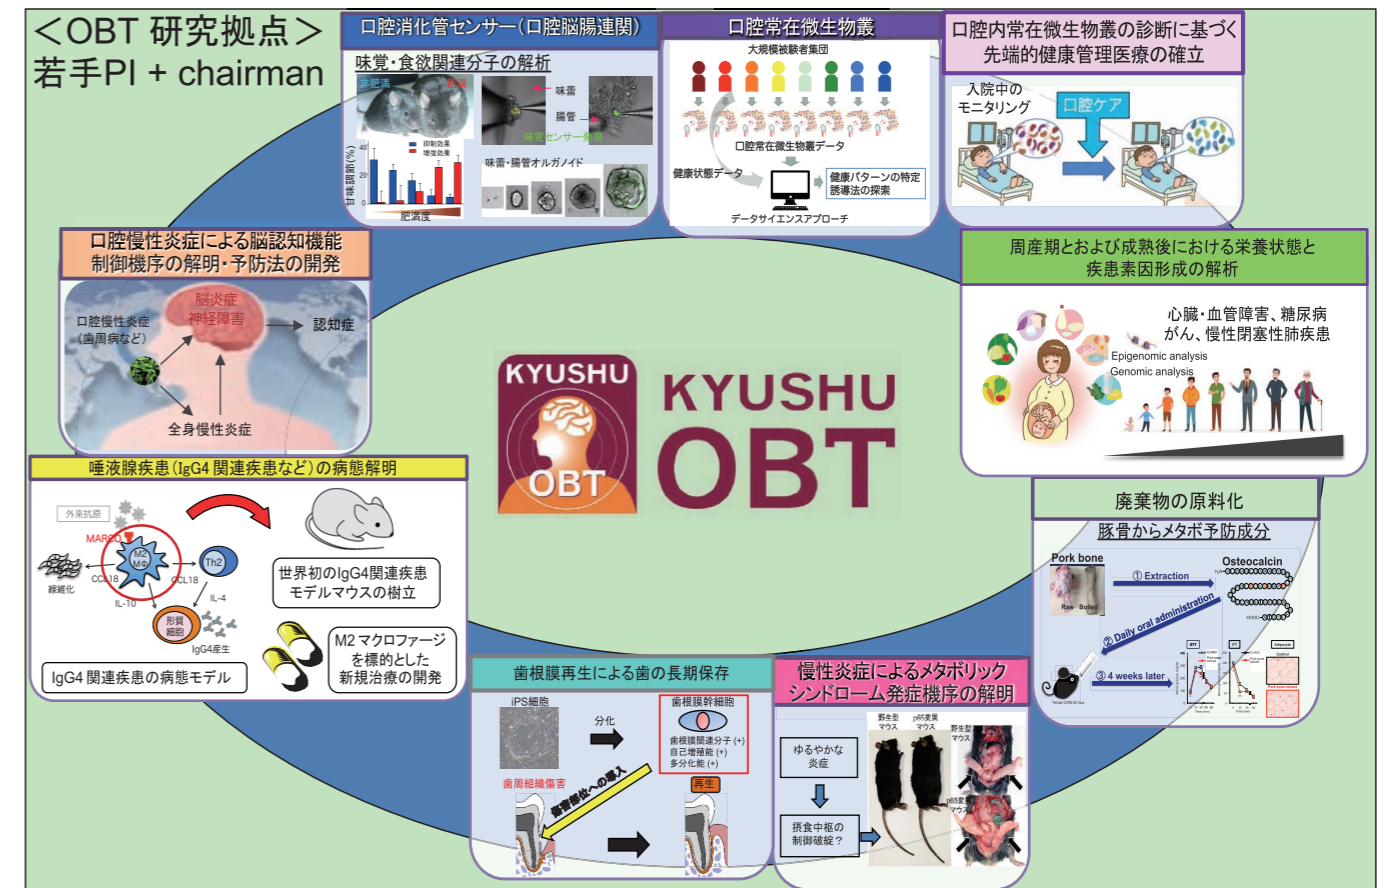 ＜OBT 研究拠点＞
若手PI + chairman
口腔消化管センサー（口腔脳腸連関）
味覚・食欲関連分子の解析
非肥満
肥満
味蕾
腸管
味覚センサー発現
抑制効果
増強効果
甘味調節(%)
40
20
0
肥満度
味蕾・腸管オルガノイド
口腔常在微生物叢
大規模被験者集団
口腔常在微生物叢データ
健康状態データ
健康パターンの特定
誘導法の探索
データサイエンスアプローチ
口腔内常在微生物叢の診断に基づく
先端的健康管理医療の確立
入院中の
モニタリング
口腔ケア
口腔慢性炎症による脳認知機能
制御機序の解明・予防法の開発
脳炎症
神経障害
口腔慢性炎症
（歯周病など）
認知症
全身慢性炎症
周産期とおよび成熟後における栄養状態と
疾患素因形成の解析
心臓・血管障害、糖尿病
がん、慢性閉塞性肺疾患
Epigenomic analysis
Genomic analysis
KYUSHU
OBT
KYUSHU
OBT
唾液腺疾患（IgG4 関連疾患など）の病態解明
外来抗原
MARCO
M2
MΦ
Th2
CCL18
CCL18
線維化
IL-10
IL-4
形質
細胞
IgG4産生
IgG4 関連疾患の病態モデル
世界初のIgG4関連疾患
モデルマウスの樹立
M2 マクロファージ
を標的とした
新規治療の開発
廃棄物の原料化
豚骨からメタボ予防成分
Pork bone
Raw Boiled
① Extraction
Osteocalcin
H₂N
HOOC
② Daily oral administration
③ 4 weeks later
Adipocyte
Control
Pork bone extract
歯根膜再生による歯の長期保存
iPS細胞
分化
歯根膜幹細胞
歯根膜関連分子 (+)
自己増殖能 (+)
多分化能 (+)
歯周組織傷害
傷害部位への導入
再生
慢性炎症によるメタボリック
シンドローム発症機序の解明
ゆるやかな
炎症
摂食中枢の
制御破綻？
野生型
マウス
p65変異
マウス
野生型
マウス
p65変異
マウス